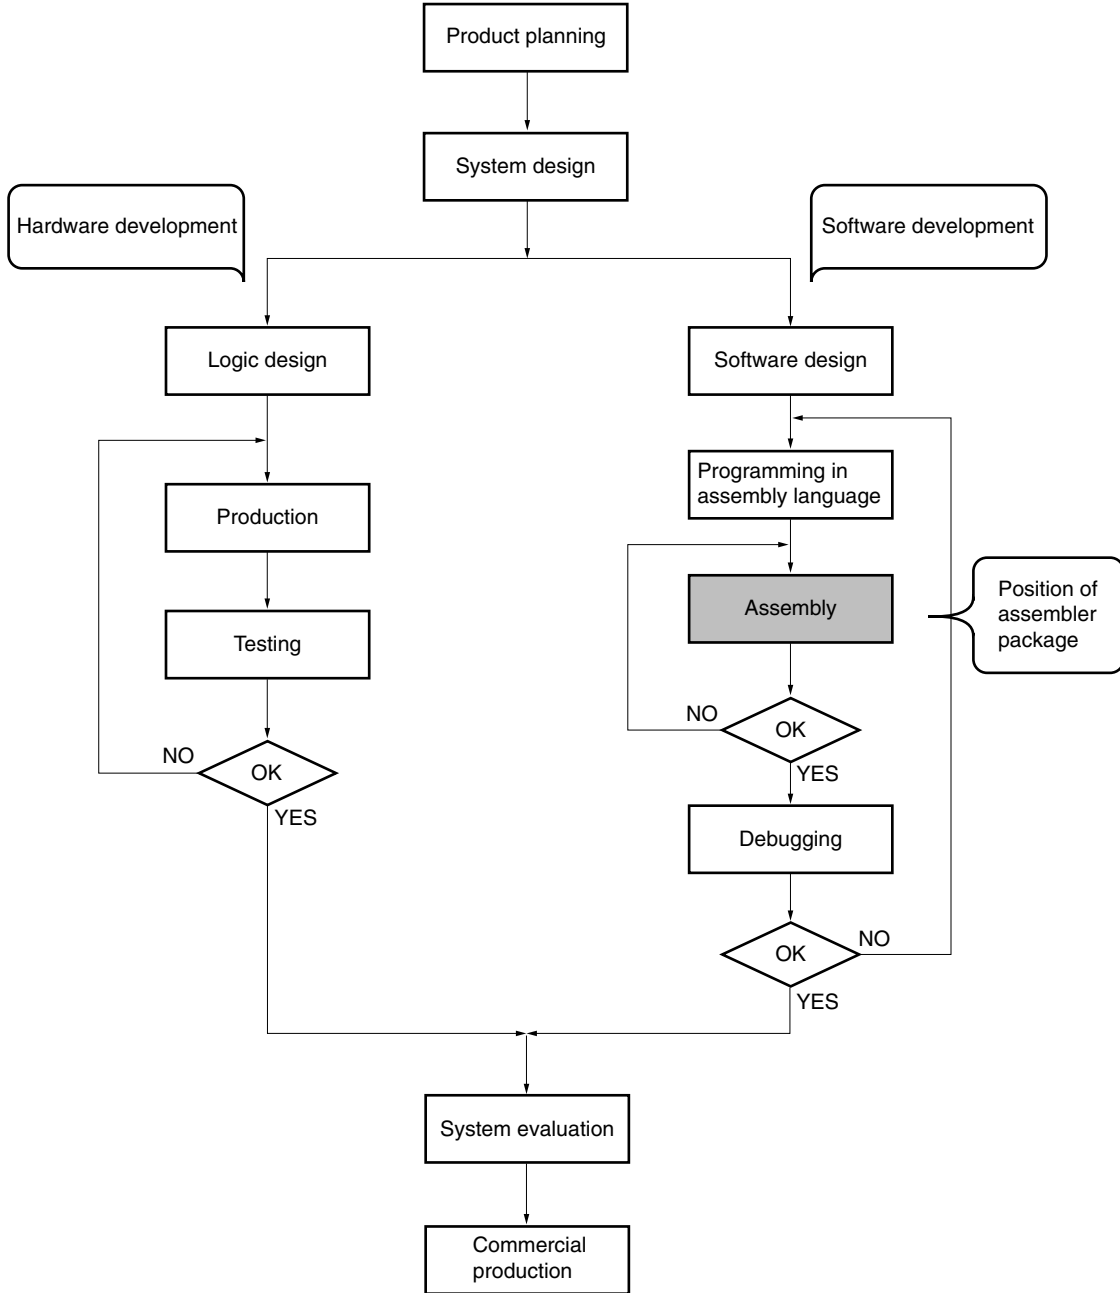 Product planning
System design
Hardware development
Software development
Logic design
Software design
Programming in
assembly language
Production
Assembly
Position of
assembler
package
Testing
NO
OK
YES
NO
OK
YES
Debugging
OK
NO
YES
System evaluation
Commercial
production